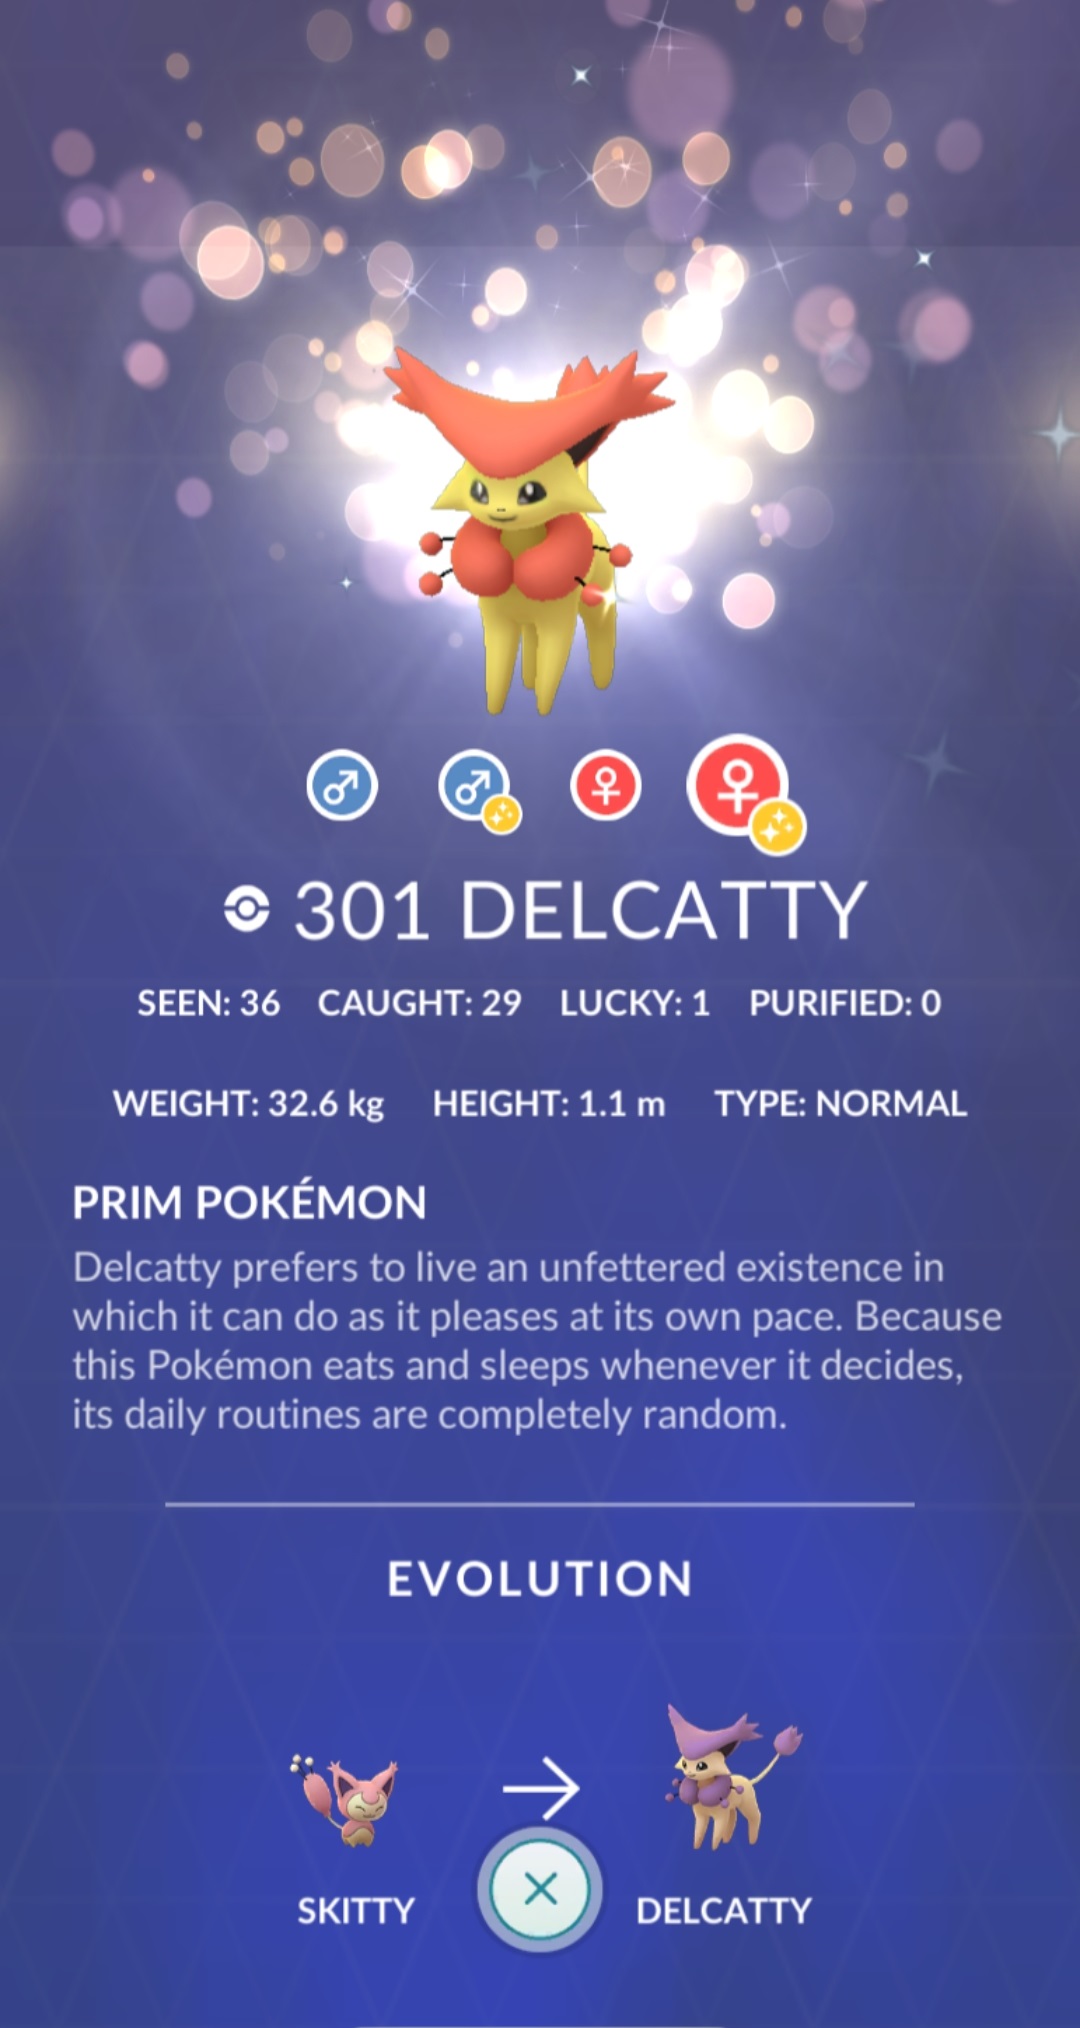 301 DELCATTY
SEEN: 36 CAUGHT: 29 LUCKY: 1 PURIFIED: 0
WEIGHT: 32.6 kg HEIGHT: 1.1 m TYPE: NORMAL
PRIM POKÉMON
Delcatty prefers to live an unfettered existence in
which it can do as it pleases at its own pace. Because
this Pokémon eats and sleeps whenever it decides,
its daily routines are completely random.
EVOLUTION
SKITTY DELCATTY